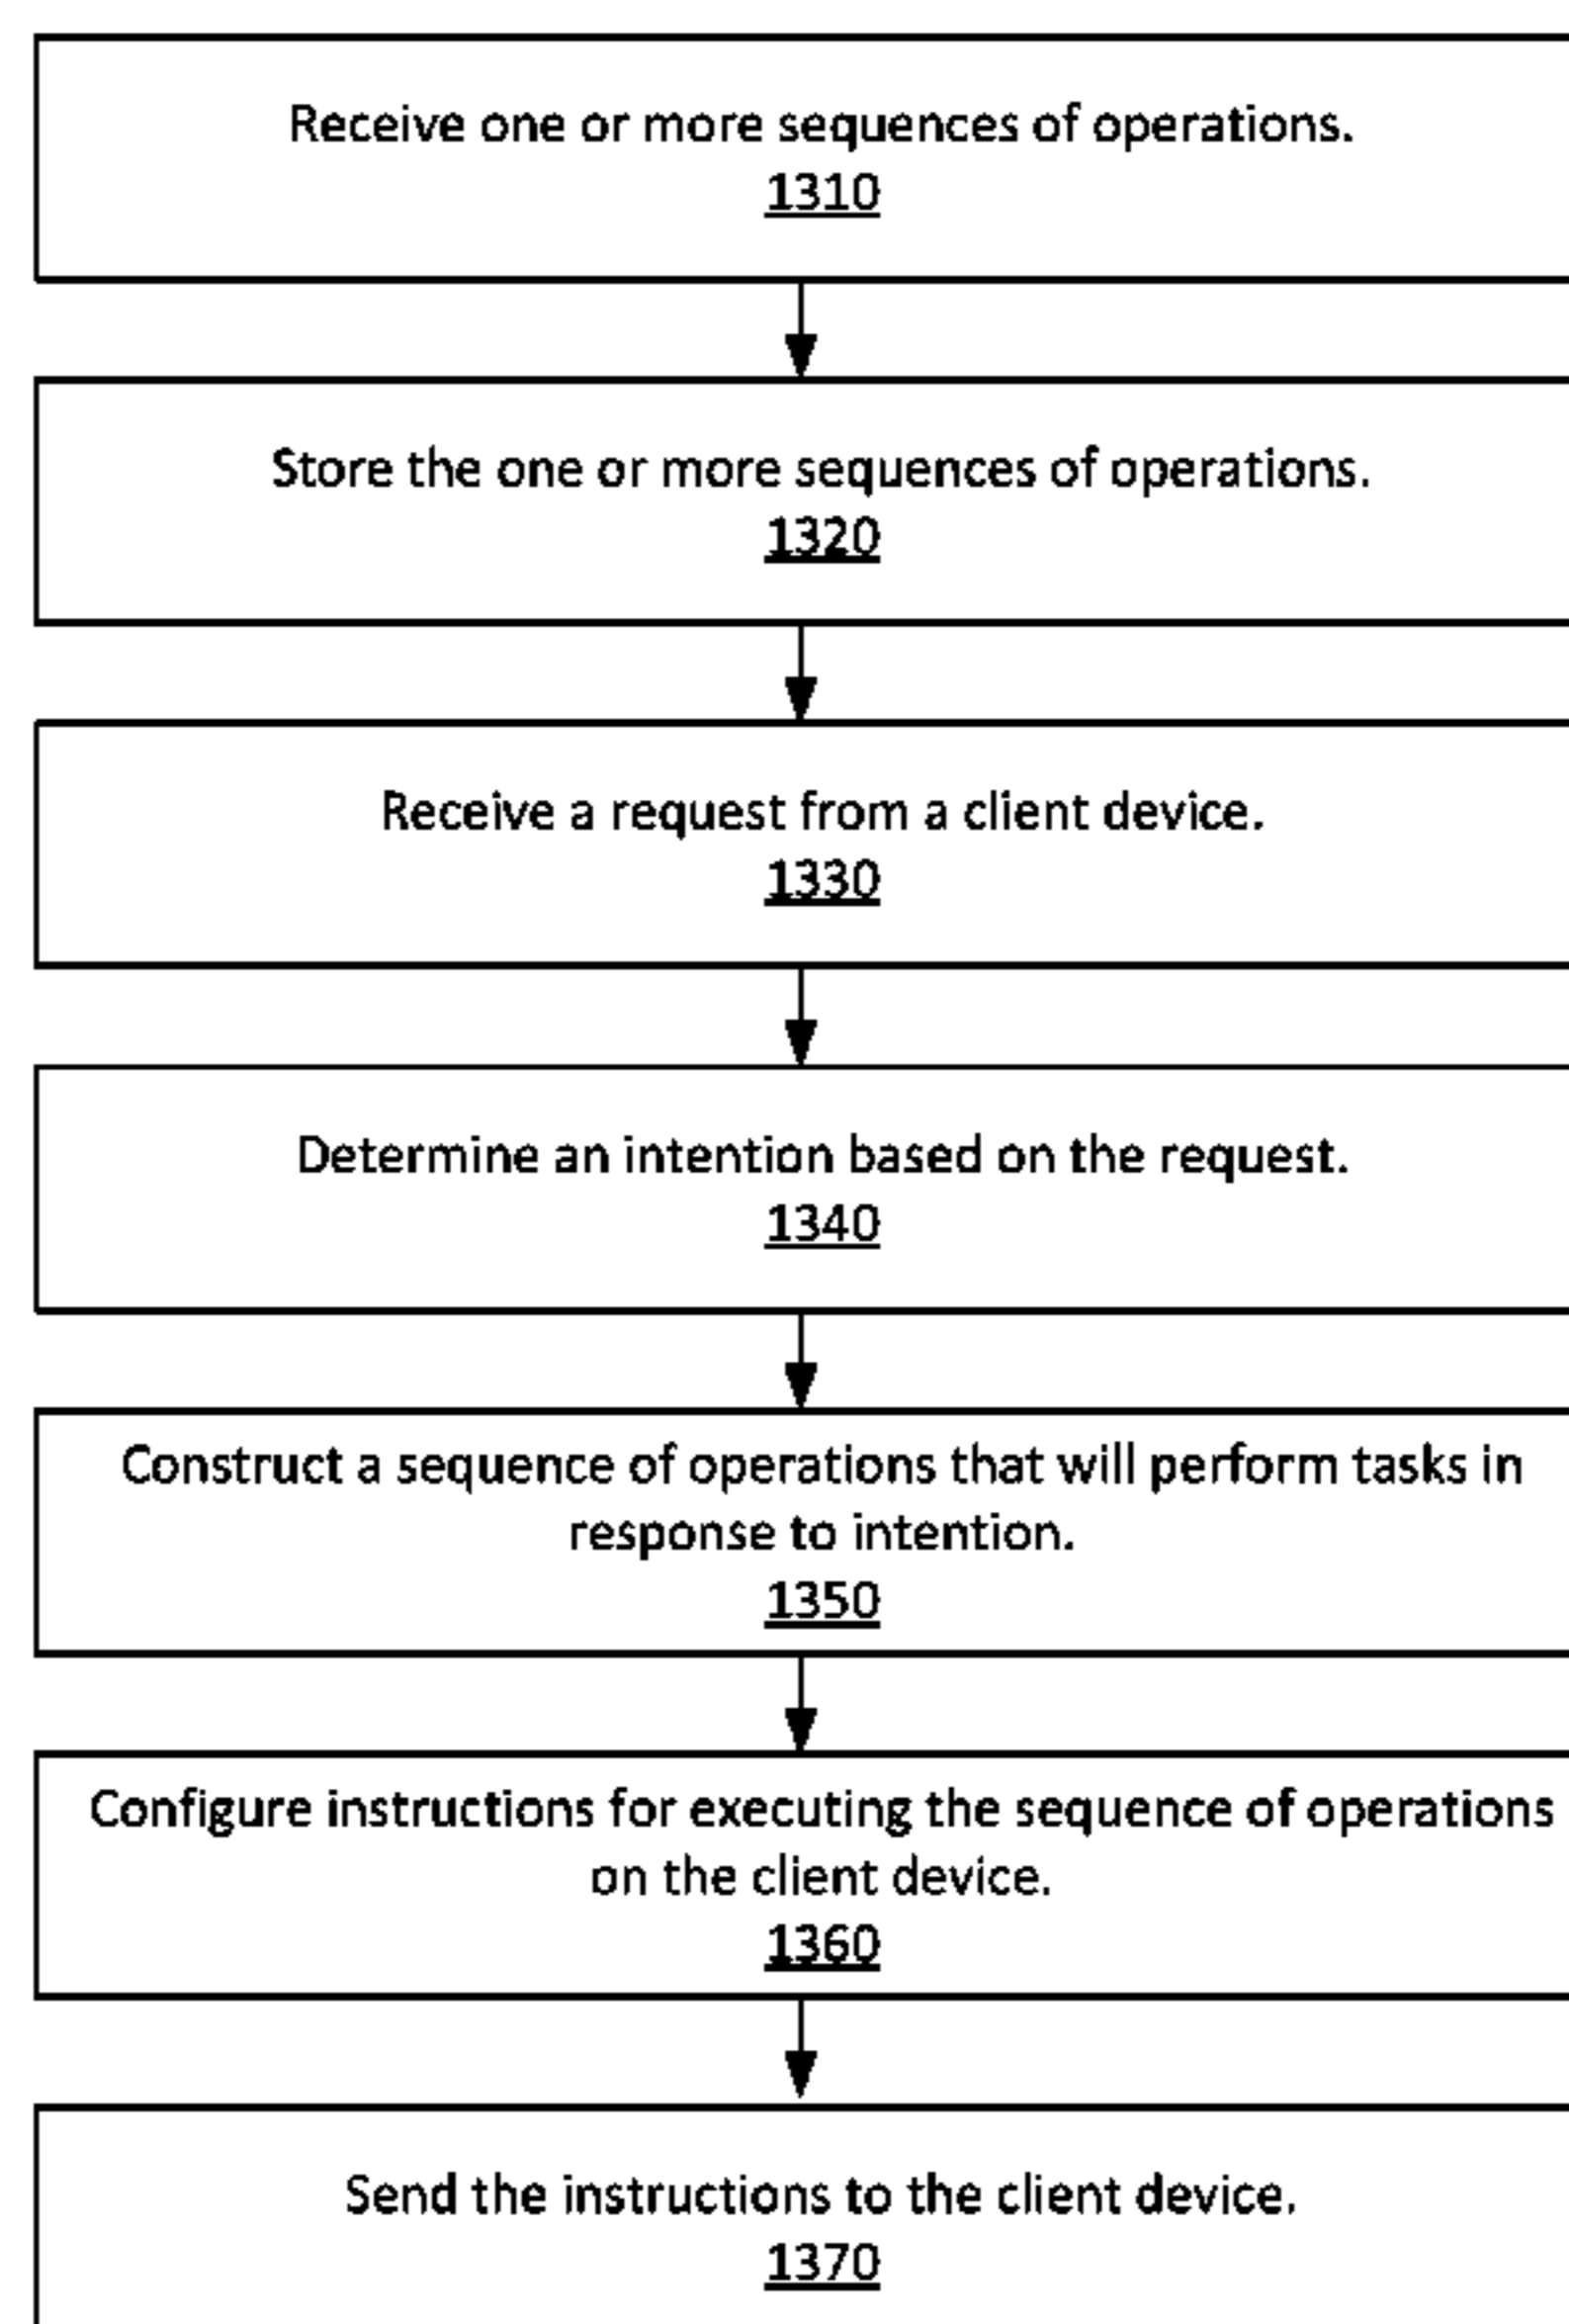 Receive one or more sequences of operations.
1310
Store the one or more sequences of operations.
1320
Receive a request from a client device.
1330
Determine an intention based on the request.
1340
Construct a sequence of operations that will perform tasks in
response to intention.
1350
Configure instructions for executing the sequence of operations
on the client device.
1360
Send the instructions to the client device.
1370